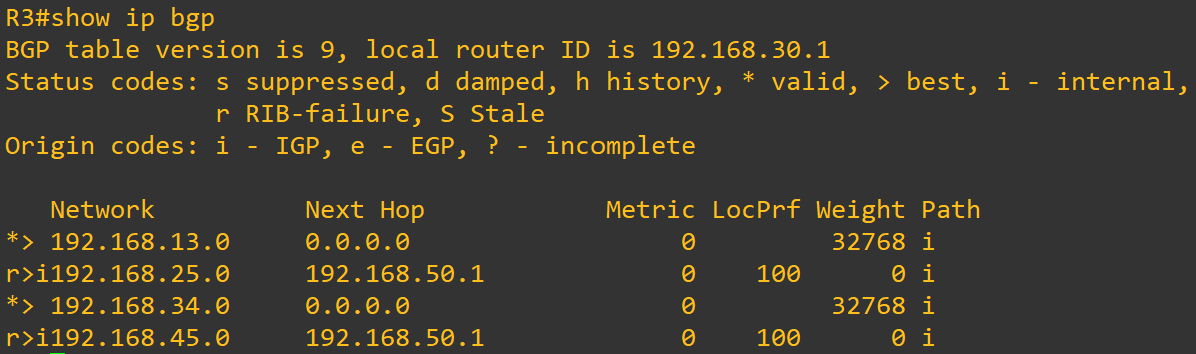 R3#show ip bgp
BGP table version is 9, local router ID is 192.168.30.1
Status codes: s suppressed, d damped, h history, * valid, > best, i - internal,
              r RIB-failure, S Stale
Origin codes: i - IGP, e - EGP, ? - incomplete

   Network          Next Hop            Metric LocPrf Weight Path
*> 192.168.13.0     0.0.0.0                  0         32768 i
r>i192.168.25.0     192.168.50.1             0    100      0 i
*> 192.168.34.0     0.0.0.0                  0         32768 i
r>i192.168.45.0     192.168.50.1             0    100      0 i